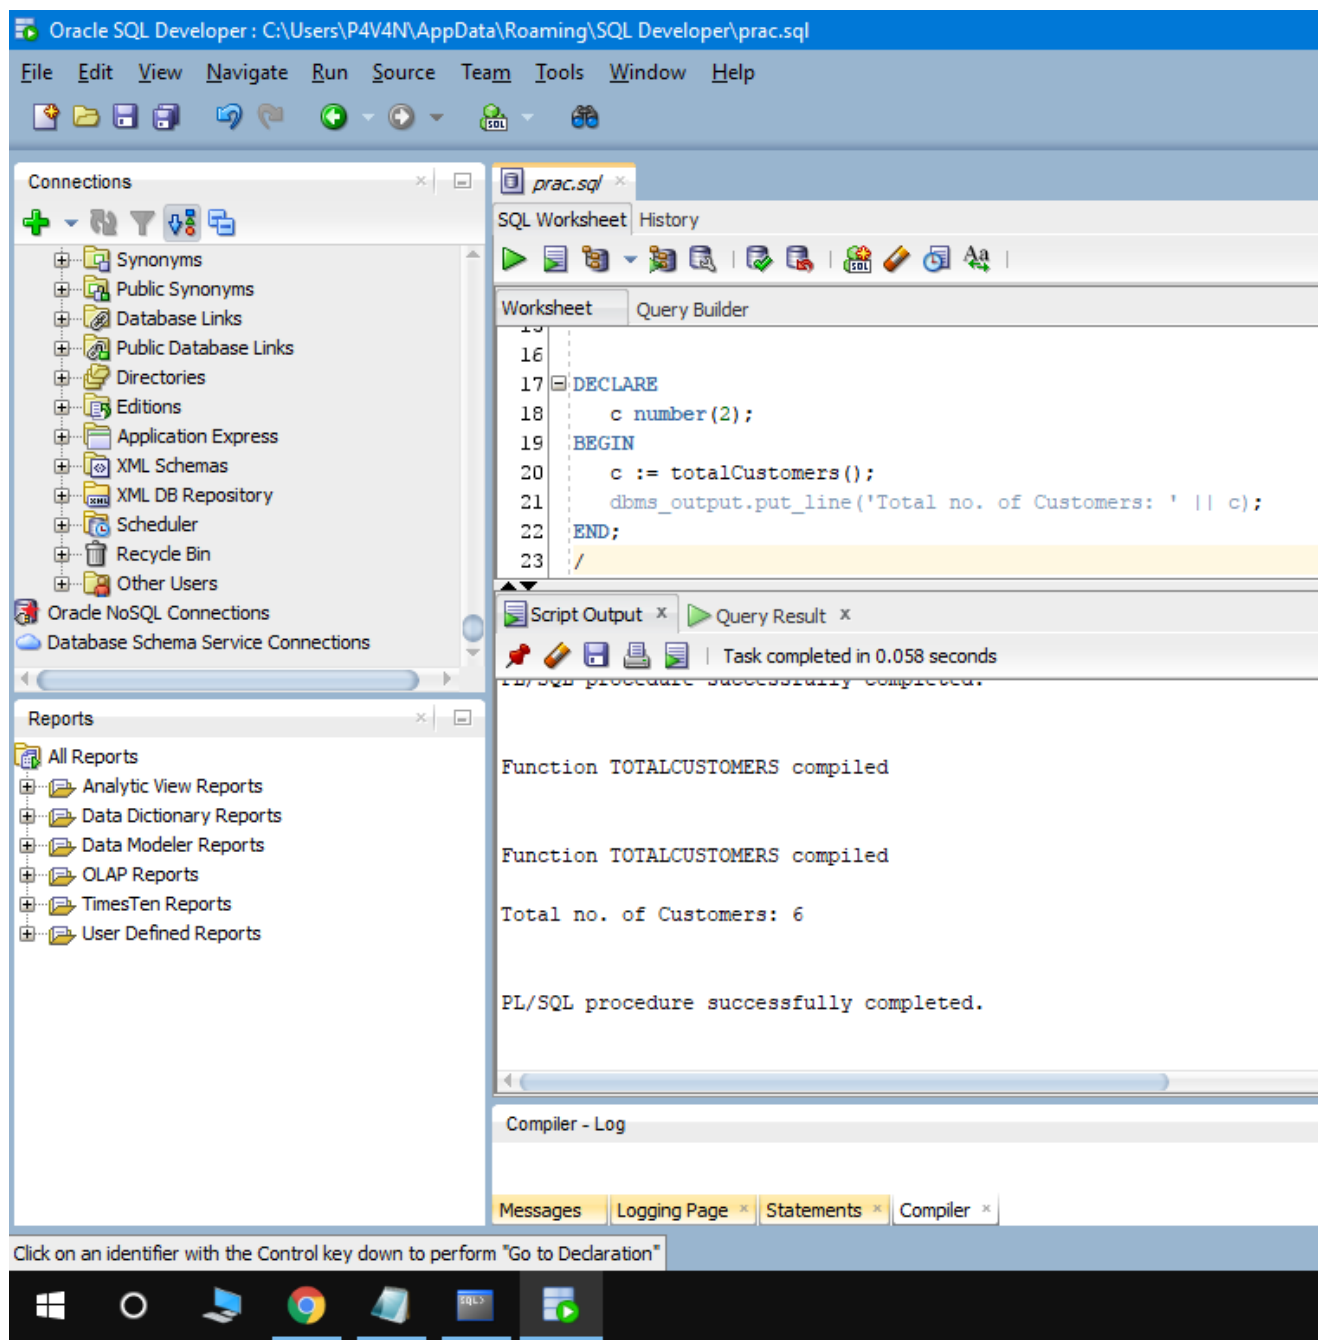 Oracle SQL Developer : C:\Users\P4V4N\AppData\Roaming\SQL Developer\prac.sql
File Edit View Navigate Run Source Team Tools Window Help
Connections
Synonyms
Public Synonyms
Database Links
Public Database Links
Directories
Editions
Application Express
XML Schemas
XML DB Repository
Scheduler
Recycle Bin
Other Users
Oracle NoSQL Connections
Database Schema Service Connections
Reports
All Reports
Analytic View Reports
Data Dictionary Reports
Data Modeler Reports
OLAP Reports
TimesTen Reports
User Defined Reports
prac.sql
SQL Worksheet History
Worksheet Query Builder
15
16
17 DECLARE
18 c number(2);
19 BEGIN
20 c := totalCustomers();
21 dbms_output.put_line('Total no. of Customers: ' || c);
22 END;
23 /
Script Output x Query Result x
Task completed in 0.058 seconds
PL/SQL procedure successfully completed.
Function TOTALCUSTOMERS compiled
Function TOTALCUSTOMERS compiled
Total no. of Customers: 6
PL/SQL procedure successfully completed.
Compiler - Log
Messages Logging Page Statements Compiler
Click on an identifier with the Control key down to perform "Go to Declaration"
SQL>